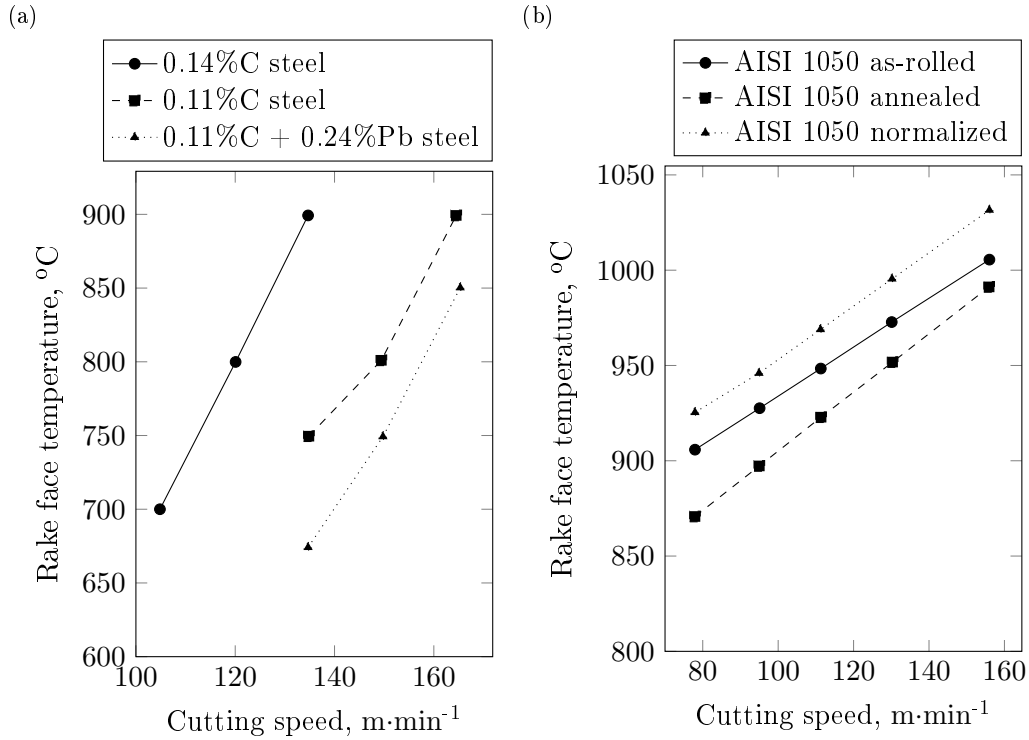 (a)
0.14%C steel
0.11%C steel
0.11%C + 0.24%Pb steel
900
850
800
750
700
650
600
100 120 140 160
Rake face temperature, ºC
Cutting speed, m·min-1
(b)
AISI 1050 as-rolled
AISI 1050 annealed
AISI 1050 normalized
1050
1000
950
900
850
800
80 100 120 140 160
Rake face temperature, ºC
Cutting speed, m·min-1